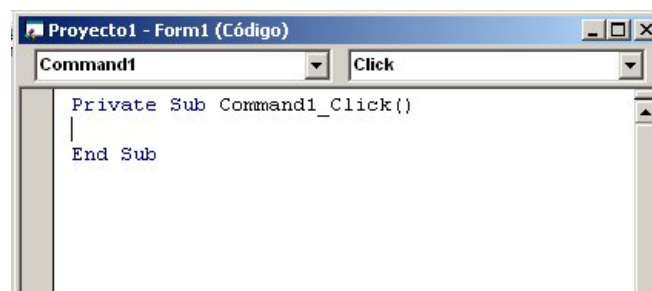 Proyecto1 - Form1 (Código)
Command1 Click
Private Sub Command1_Click()
End Sub